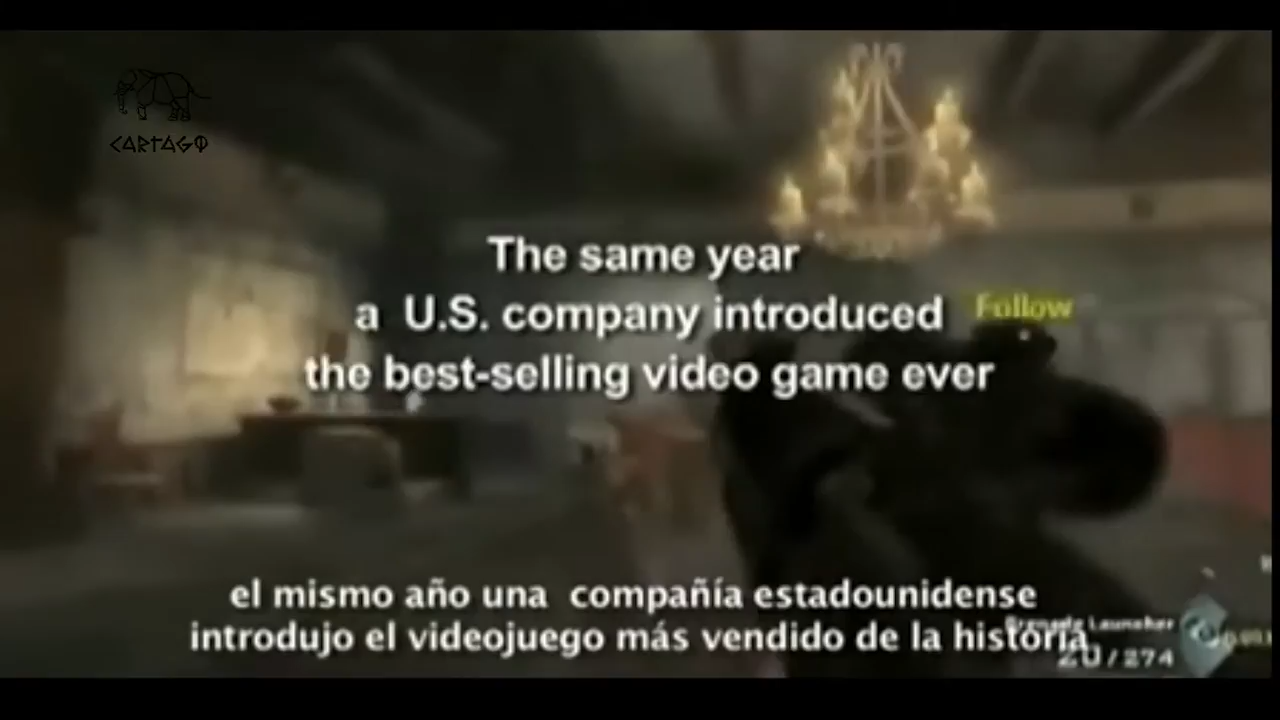 CARTAGO
The same year
a U.S. company introduced
Follow
the best-selling video game ever
el mismo año una compañía estadounidense
introdujo el videojuego más vendido de la historia
Grenade Launcher
20/274